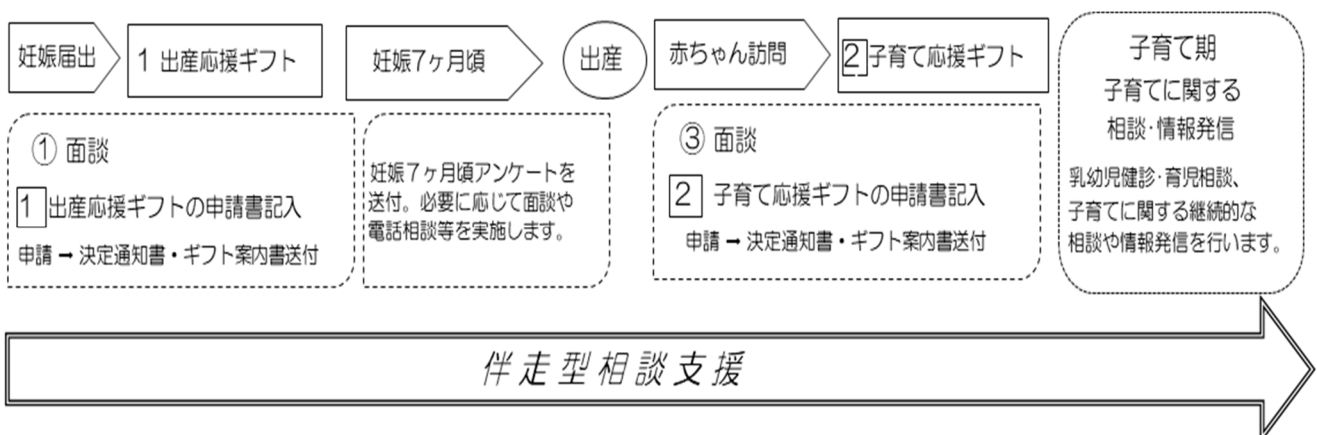 妊娠届出
1 出産応援ギフト
妊娠7ヶ月頃
出産
赤ちゃん訪問
2 子育て応援ギフト
① 面談
1 出産応援ギフトの申請書記入
申請 ➡ 決定通知書・ギフト案内書送付
妊娠7ヶ月頃アンケートを
送付。必要に応じて面談や
電話相談等を実施します。
③ 面談
2 子育て応援ギフトの申請書記入
申請 ➡ 決定通知書・ギフト案内書送付
子育て期
子育てに関する
相談・情報発信
乳幼児健診・育児相談、
子育てに関する継続的な
相談や情報発信を行います。
伴走型相談支援